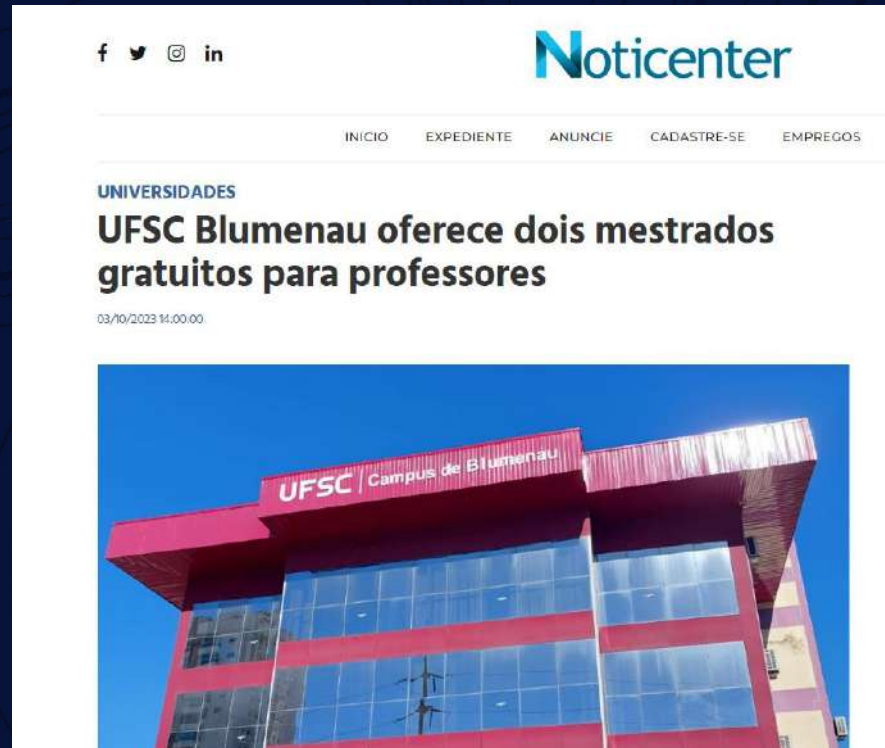 Noticenter
INICIO EXPEDIENTE ANUNCIE CADASTRE-SE EMPREGOS
UNIVERSIDADES
UFSC Blumenau oferece dois mestrados
gratuitos para professores
03/10/2023 14:00:00
UFSC | Campus de Blumenau